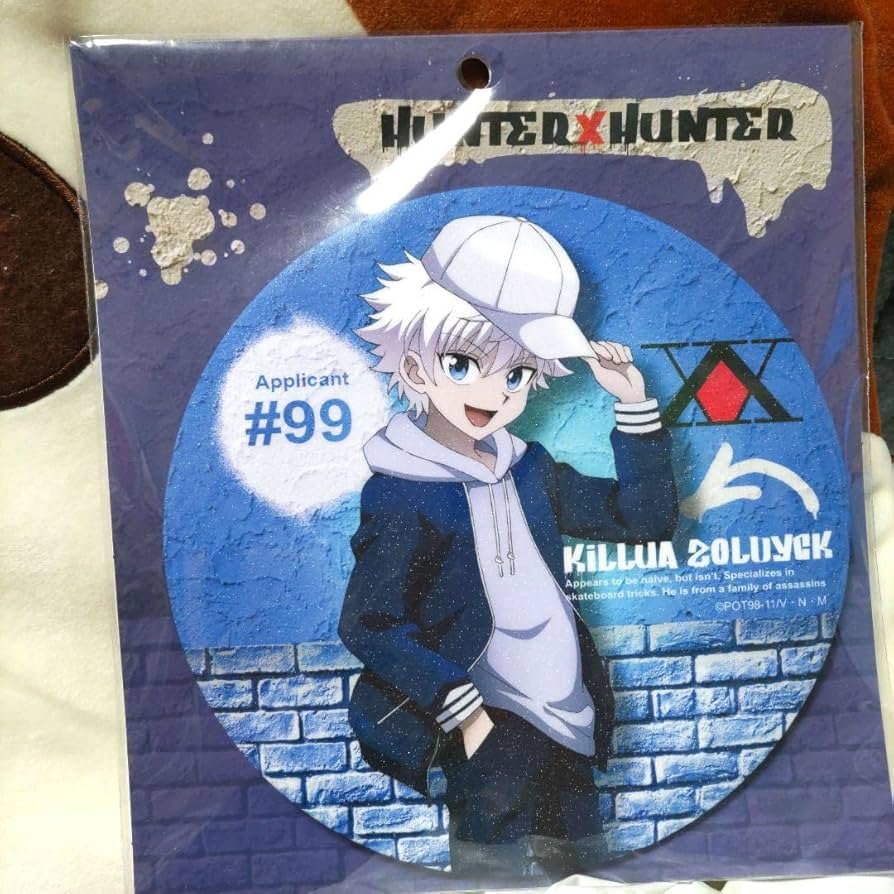 HUNTER X HUNTER
Applicant
#99
KiLLUA ZOLDYCK
Appears to be naive, but isn't. Specializes in
skateboard tricks. He is from a family of assassins
©POT98-11/V・N・M